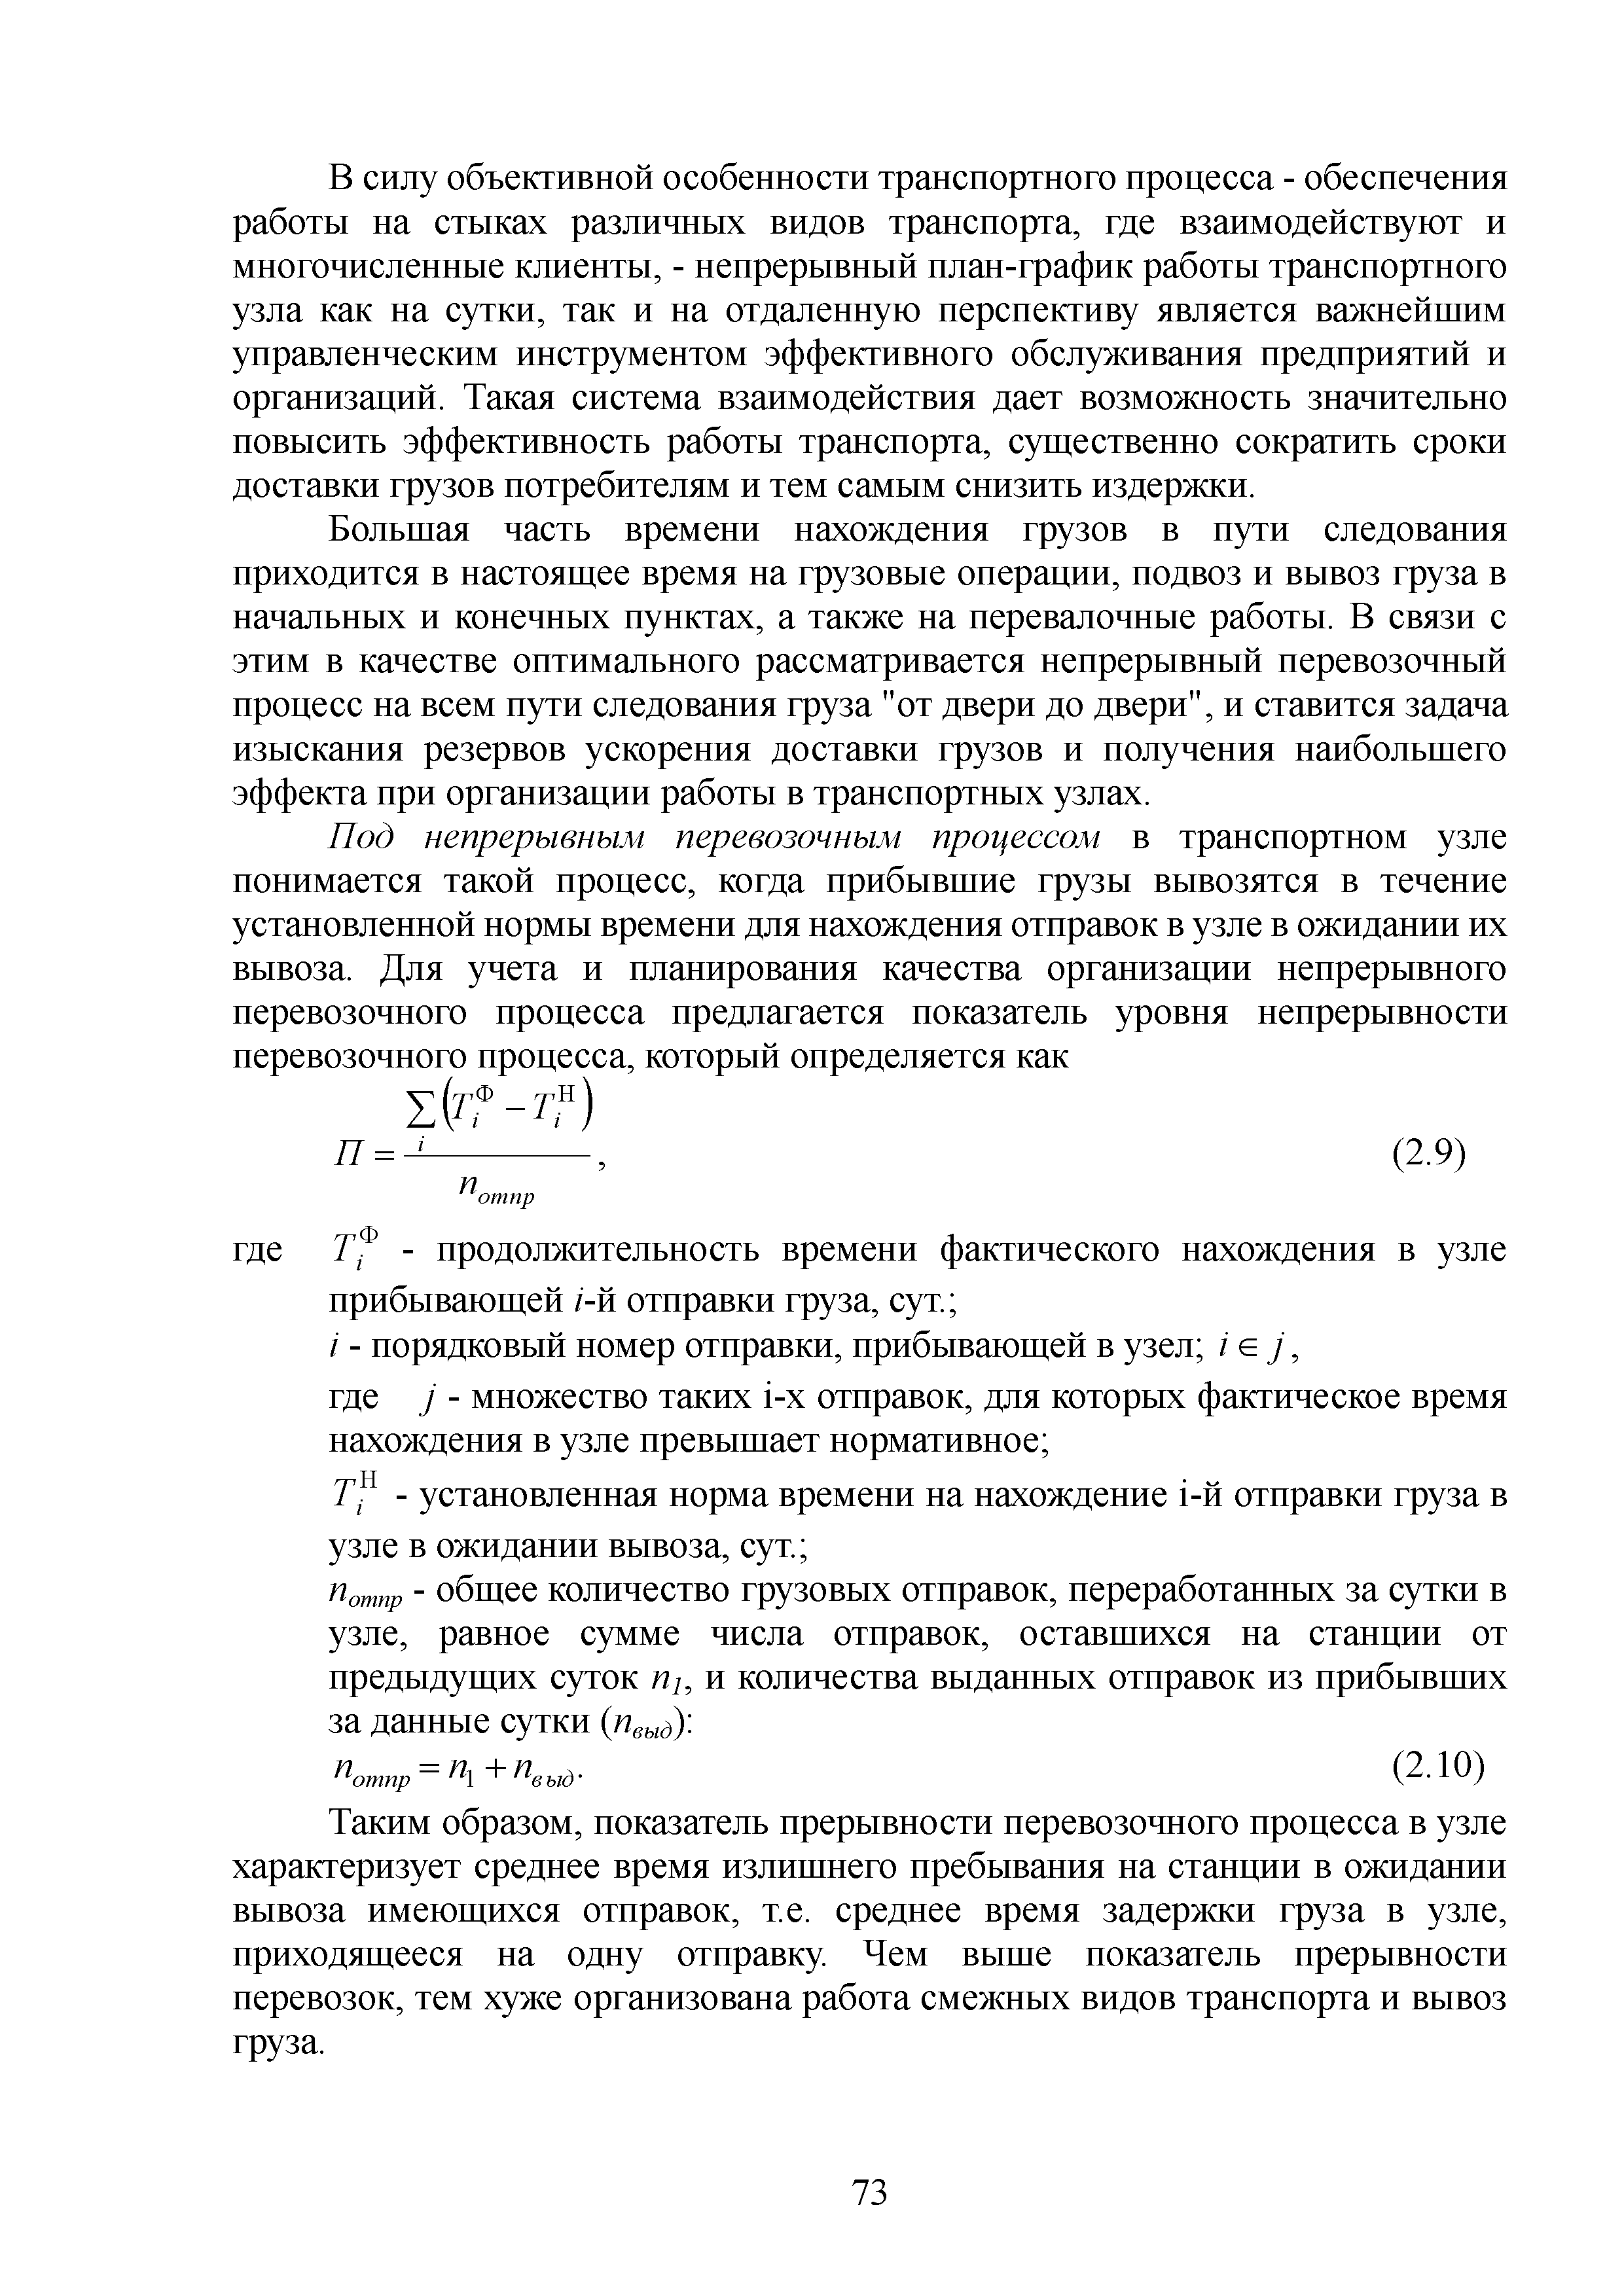 В силу объективной особенности транспортного процесса - обеспечения
работы на стыках различных видов транспорта, где взаимодействуют и
многочисленные клиенты, - непрерывный план-график работы транспортного
узла как на сутки, так и на отдаленную перспективу является важнейшим
управленческим инструментом эффективного обслуживания предприятий и
организаций. Такая система взаимодействия дает возможность значительно
повысить эффективность работы транспорта, существенно сократить сроки
доставки грузов потребителям и тем самым снизить издержки.
Большая часть времени нахождения грузов в пути следования
приходится в настоящее время на грузовые операции, подвоз и вывоз груза в
начальных и конечных пунктах, а также на перевалочные работы. В связи с
этим в качестве оптимального рассматривается непрерывный перевозочный
процесс на всем пути следования груза "от двери до двери", и ставится задача
изыскания резервов ускорения доставки грузов и получения наибольшего
эффекта при организации работы в транспортных узлах.
Под непрерывным перевозочным процессом в транспортном узле
понимается такой процесс, когда прибывшие грузы вывозятся в течение
установленной нормы времени для нахождения отправок в узле в ожидании их
вывоза. Для учета и планирования качества организации непрерывного
перевозочного процесса предлагается показатель уровня непрерывности
перевозочного процесса, который определяется как
П = ∑_i (T_i^Ф − T_i^Н) / n_отпр, (2.9)
где T_i^Ф - продолжительность времени фактического нахождения в узле
прибывающей i-й отправки груза, сут.;
i - порядковый номер отправки, прибывающей в узел; i ∈ j,
где j - множество таких i-х отправок, для которых фактическое время
нахождения в узле превышает нормативное;
T_i^Н - установленная норма времени на нахождение i-й отправки груза в
узле в ожидании вывоза, сут.;
n_отпр - общее количество грузовых отправок, переработанных за сутки в
узле, равное сумме числа отправок, оставшихся на станции от
предыдущих суток n_1, и количества выданных отправок из прибывших
за данные сутки (n_выд):
n_отпр = n_1 + n_выд. (2.10)
Таким образом, показатель прерывности перевозочного процесса в узле
характеризует среднее время излишнего пребывания на станции в ожидании
вывоза имеющихся отправок, т.е. среднее время задержки груза в узле,
приходящееся на одну отправку. Чем выше показатель прерывности
перевозок, тем хуже организована работа смежных видов транспорта и вывоз
груза.
73